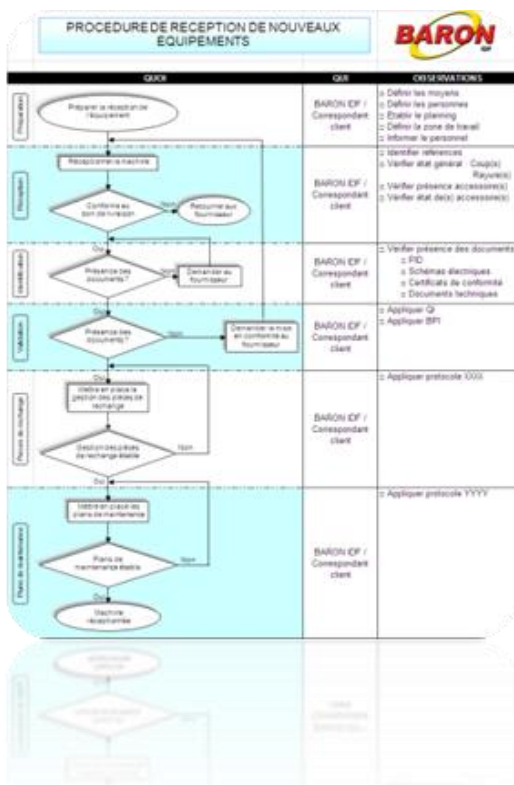 PROCEDURE DE RECEPTION DE NOUVEAUX
EQUIPEMENTS
BARON
IDF
QUOI
QUI
OBSERVATIONS
Préparation
Préparer la réception de
l'équipement
BARON IDF /
Correspondant
client
:: Définir les moyens
:: Définir les personnes
:: Etablir le planning
:: Définir la zone de travail
:: Informer le personnel
Réception
Réceptionner la machine
Conforme au
bon de livraison
Non
Retourner aux
fournisseur
Oui
BARON IDF /
Correspondant
client
:: Identifier références
:: Vérifier état général : Coup(s)
Rayure(s)
:: Vérifier présence accessoire(s)
:: Vérifier état de(s) accessoire(s)
Identification
Présence des
documents ?
Non
Demander au
fournisseur
Oui
BARON IDF /
Correspondant
client
:: Vérifier présence des documents
:: PID
:: Schémas électriques
:: Certificats de conformité
:: Documents techniques
Validation
Présence des
documents ?
Non
Demander la mise
en conformité au
fournisseur
Oui
BARON IDF /
Correspondant
client
:: Appliquer QI
:: Appliquer BPI
Pièces de rechange
Mettre en place la
gestion des pièces de
rechange
Gestion des pièces
de rechange établie
Non
Oui
BARON IDF /
Correspondant
client
:: Appliquer protocole XXXX
Plans de maintenance
Mettre en place les
plans de maintenance
Plans de
maintenance établie
Non
Oui
Machine
réceptionnée
BARON IDF /
Correspondant
client
:: Appliquer protocole YYYY